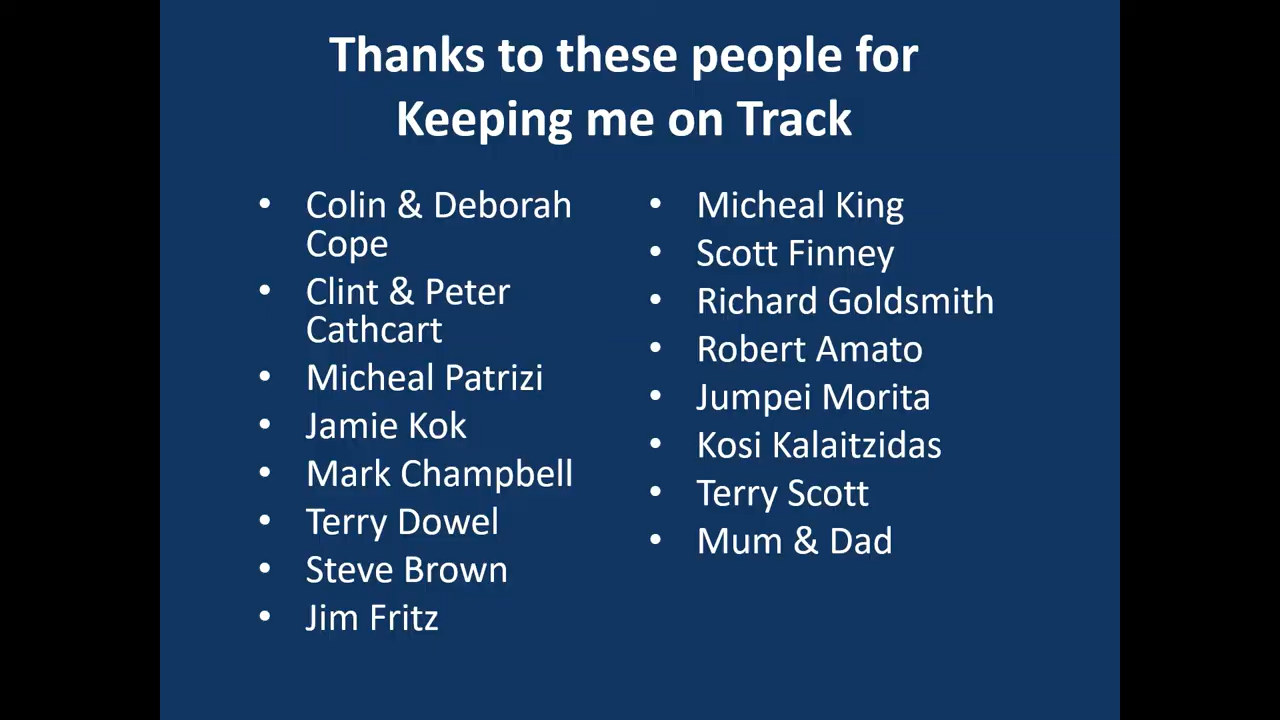 Thanks to these people for
Keeping me on Track
• Colin & Deborah
Cope
• Clint & Peter
Cathcart
• Micheal Patrizi
• Jamie Kok
• Mark Champbell
• Terry Dowel
• Steve Brown
• Jim Fritz
• Micheal King
• Scott Finney
• Richard Goldsmith
• Robert Amato
• Jumpei Morita
• Kosi Kalaitzidas
• Terry Scott
• Mum & Dad